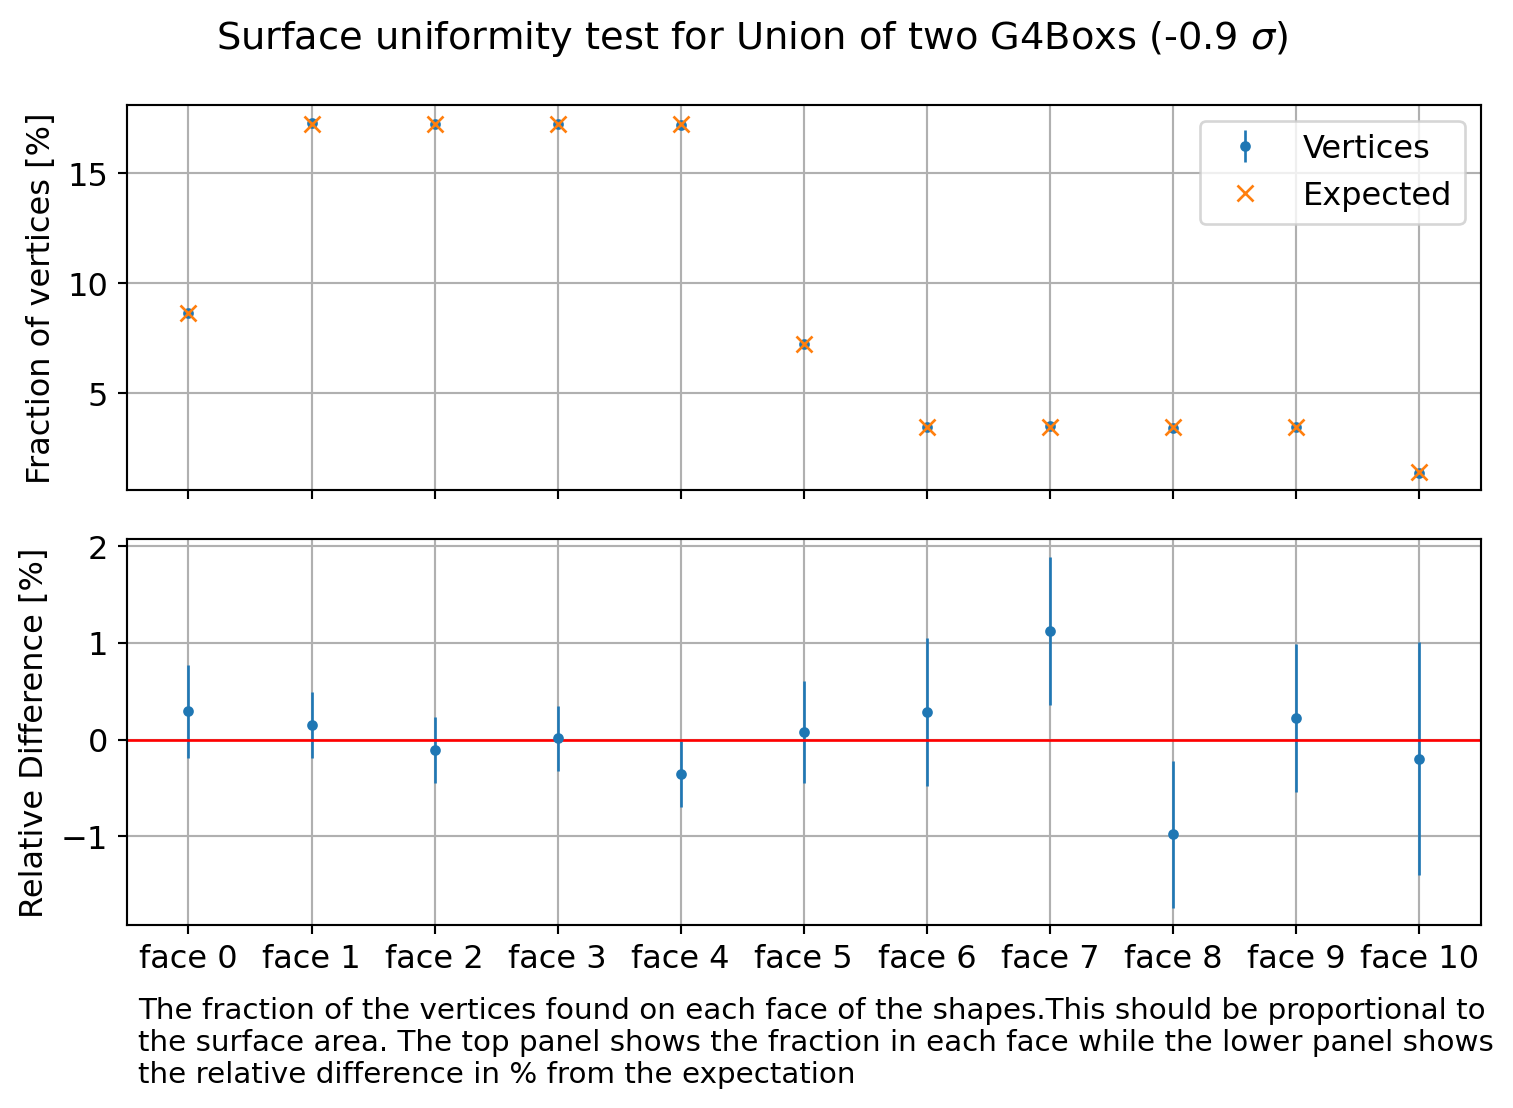 Surface uniformity test for Union of two G4Boxs (-0.9 σ)
Fraction of vertices [%]
15
10
5
Vertices
Expected
Relative Difference [%]
2
1
0
−1
face 0 face 1 face 2 face 3 face 4 face 5 face 6 face 7 face 8 face 9 face 10
The fraction of the vertices found on each face of the shapes.This should be proportional to
the surface area. The top panel shows the fraction in each face while the lower panel shows
the relative difference in % from the expectation